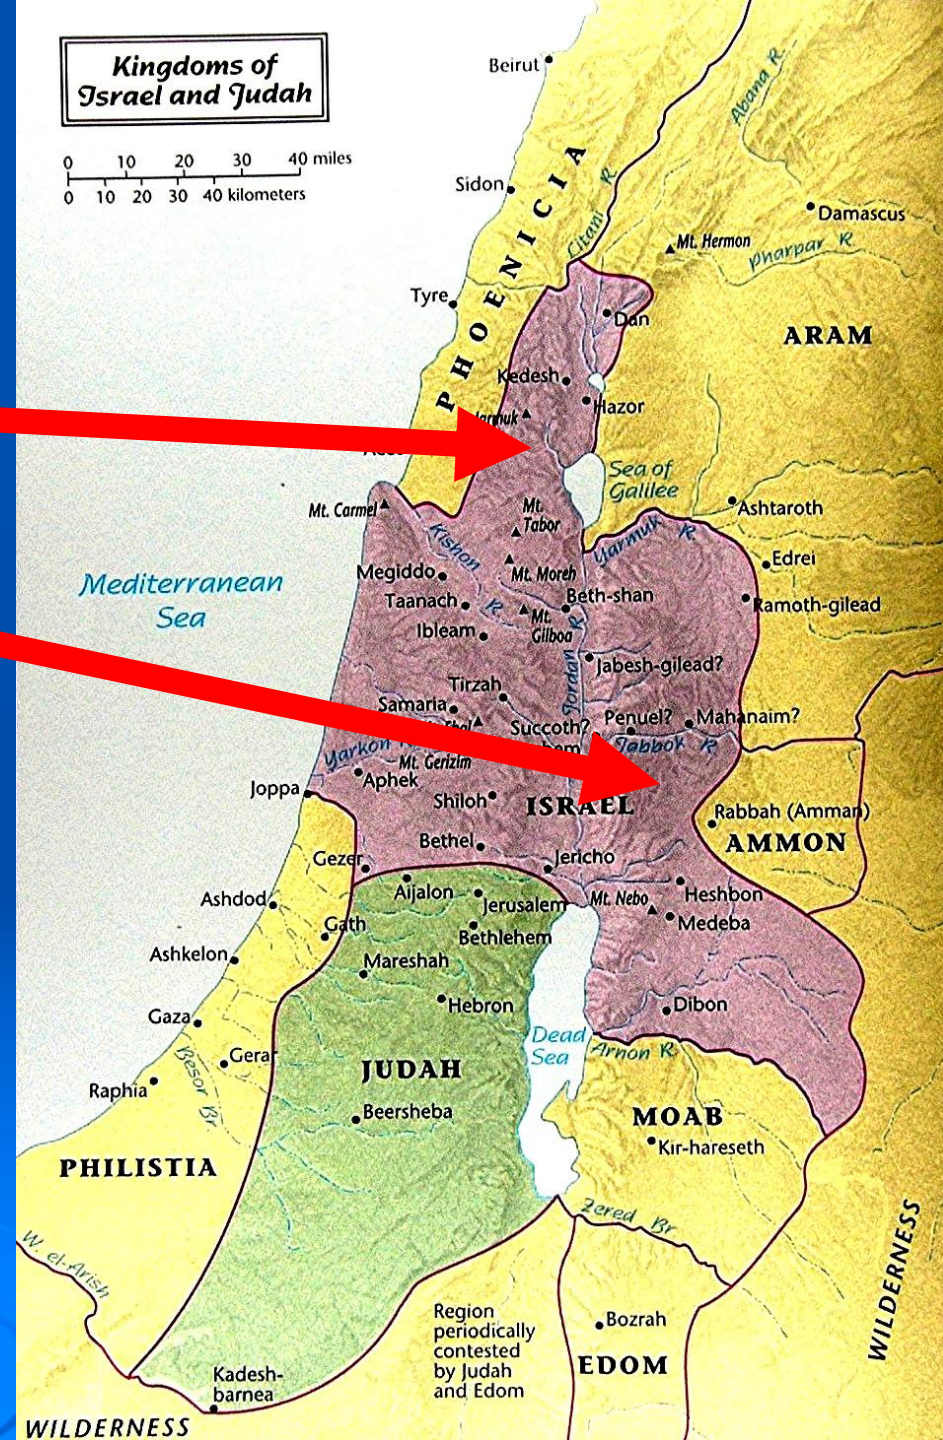 Kingdoms of
Israel and Judah
0 10 20 30 40 miles
0 10 20 30 40 kilometers
Beirut
Abana R.
Sidon
PHOENICIA
Litani R.
Damascus
Mt. Hermon
Pharpar R.
Tyre
Dan
ARAM
Kedesh
Hazor
Sea of
Galilee
Mt. Carmel
Mt.
Tabor
Ashtaroth
Kishon R.
Yarmuk R.
Mediterranean
Sea
Megiddo
Mt. Moreh
Edrei
Taanach
Beth-shan
Ramoth-gilead
Ibleam
Mt.
Gilboa
Jordan R.
Jabesh-gilead?
Tirzah
Samaria
Succoth?
Penuel?
Mahanaim?
Yarkon
Jabbok R.
Mt. Gerizim
Aphek
Joppa
Shiloh
ISRAEL
Rabbah (Amman)
AMMON
Bethel
Gezer
Jericho
Aijalon
Jerusalem
Mt. Nebo
Heshbon
Ashdod
Medeba
Gath
Bethlehem
Ashkelon
Mareshah
Hebron
Dibon
Gaza
Dead
Sea
Arnon R.
Gerar
Besor Br.
JUDAH
Raphia
Beersheba
MOAB
Kir-hareseth
PHILISTIA
Zered Br.
W. el-Arish
WILDERNESS
Region
periodically
contested
by Judah
and Edom
Bozrah
EDOM
Kadesh-
barnea
WILDERNESS